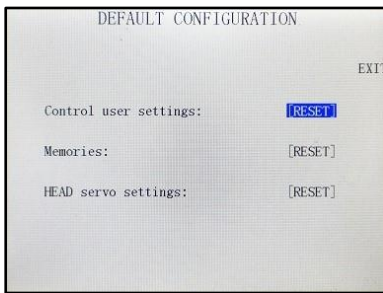 DEFAULT CONFIGURATION
EXIT
Control user settings: [RESET]
Memories: [RESET]
HEAD servo settings: [RESET]